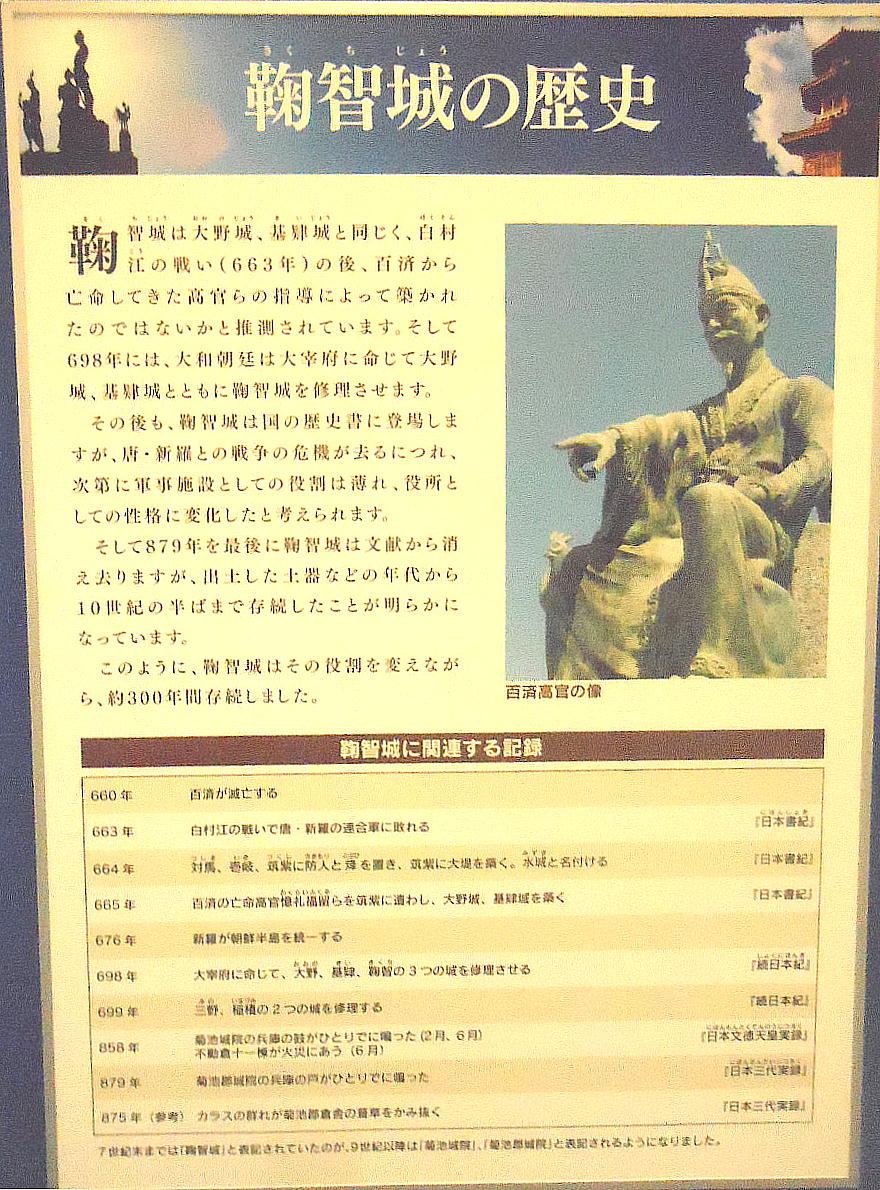 きくちじょう
鞠智城の歴史
鞠智城は大野城、基肄城と同じく、白村
江の戦い(663年)の後、百済から
亡命してきた高官らの指導によって築かれ
たのではないかと推測されています。そして
698年には、大和朝廷は大宰府に命じて大野
城、基肄城とともに鞠智城を修理させます。
その後も、鞠智城は国の歴史書に登場しま
すが、唐・新羅との戦争の危機が去るにつれ、
次第に軍事施設としての役割は薄れ、役所と
しての性格に変化したと考えられます。
そして879年を最後に鞠智城は文献から消
え去りますが、出土した土器などの年代から
10世紀の半ばまで存続したことが明らかに
なっています。
このように、鞠智城はその役割を変えなが
ら、約300年間存続しました。
百済高官の像
鞠智城に関連する記録
660年 百済が滅亡する
663年 白村江の戦いで唐・新羅の連合軍に敗れる 『日本書紀』
664年 対馬、壱岐、筑紫に防人と烽を置き、筑紫に大堤を築く。水城と名付ける 『日本書紀』
665年 百済の亡命高官憶礼福留らを筑紫に遣わし、大野城、基肄城を築く 『日本書紀』
676年 新羅が朝鮮半島を統一する
698年 大宰府に命じて、大野、基肄、鞠智の3つの城を修理させる 『続日本紀』
699年 三野、稲積の2つの城を修理する 『続日本紀』
858年 菊池城院の兵庫の鼓がひとりでに鳴った(2月、6月) 『日本文徳天皇実録』
不動倉十一棟が火災にあう(6月)
879年 菊池郡城院の兵庫の戸がひとりでに鳴った 『日本三代実録』
875年(参考) カラスの群れが菊池郡倉舎の葺草をかみ抜く 『日本三代実録』
7世紀末までは「鞠智城」と表記されていたのが、9世紀以降は「菊池城院」、「菊池郡城院」と表記されるようになりました。